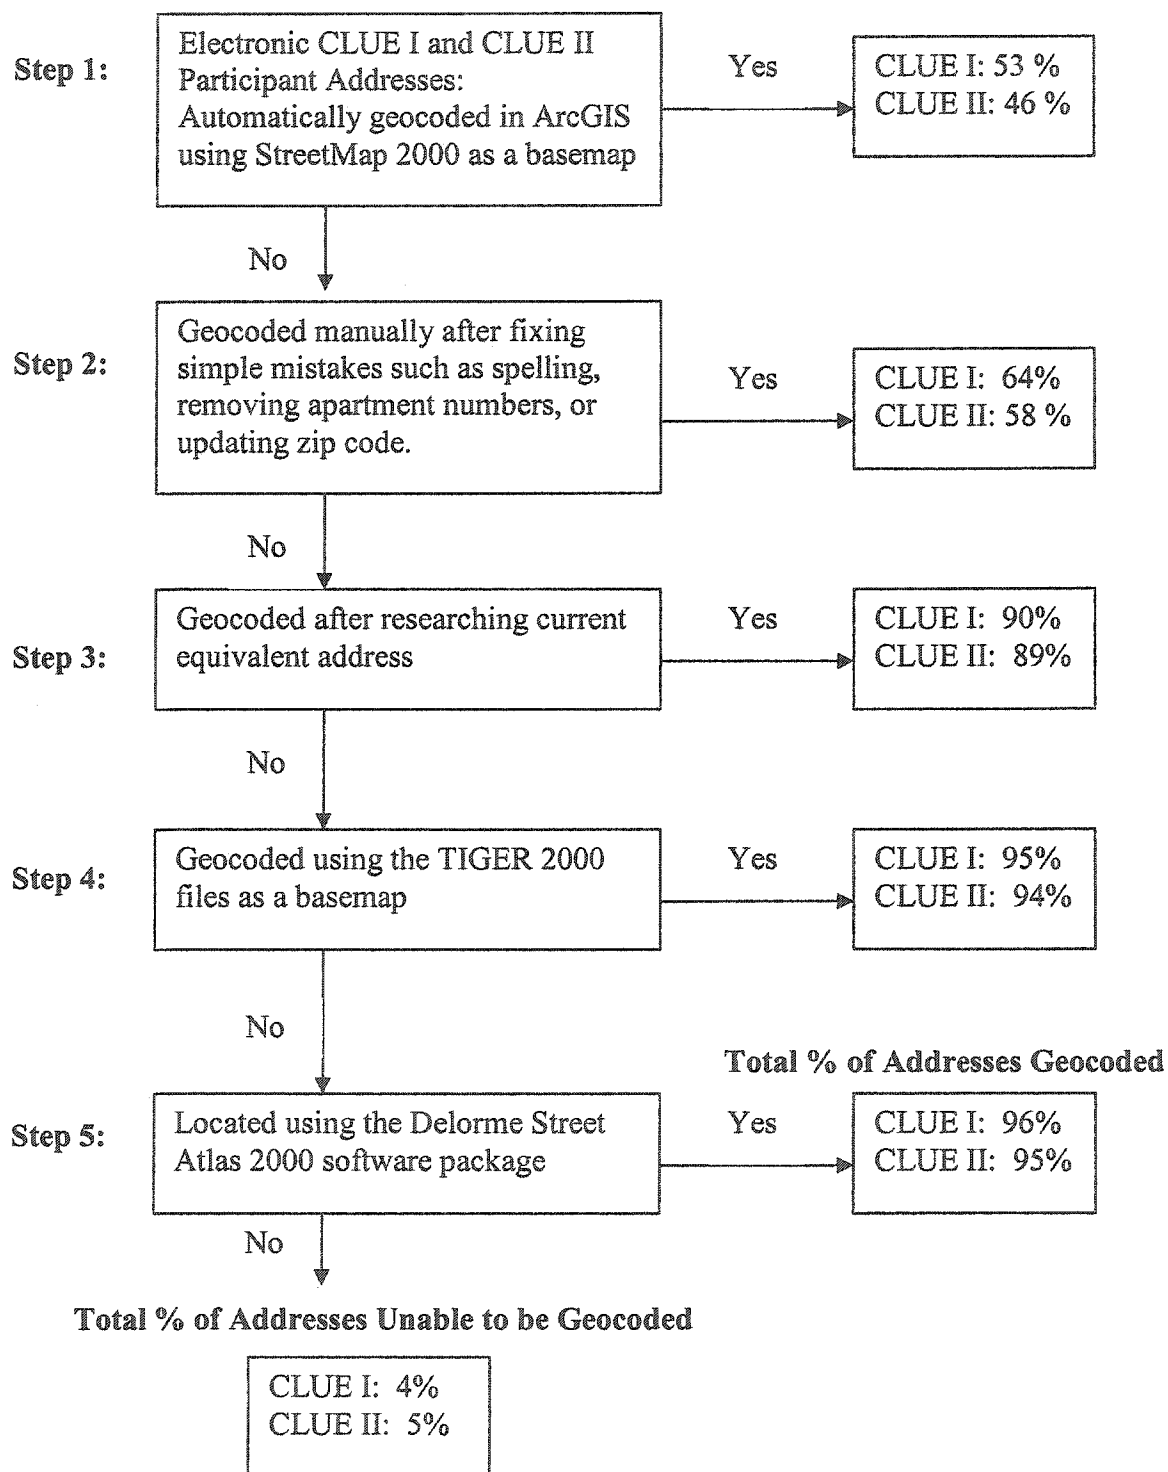 Step 1:
Electronic CLUE I and CLUE II
Participant Addresses:
Automatically geocoded in ArcGIS
using StreetMap 2000 as a basemap
Yes
CLUE I: 53 %
CLUE II: 46 %
No
Step 2:
Geocoded manually after fixing
simple mistakes such as spelling,
removing apartment numbers, or
updating zip code.
Yes
CLUE I: 64%
CLUE II: 58 %
No
Step 3:
Geocoded after researching current
equivalent address
Yes
CLUE I: 90%
CLUE II: 89%
No
Step 4:
Geocoded using the TIGER 2000
files as a basemap
Yes
CLUE I: 95%
CLUE II: 94%
No
Total % of Addresses Geocoded
Step 5:
Located using the Delorme Street
Atlas 2000 software package
Yes
CLUE I: 96%
CLUE II: 95%
No
Total % of Addresses Unable to be Geocoded
CLUE I: 4%
CLUE II: 5%